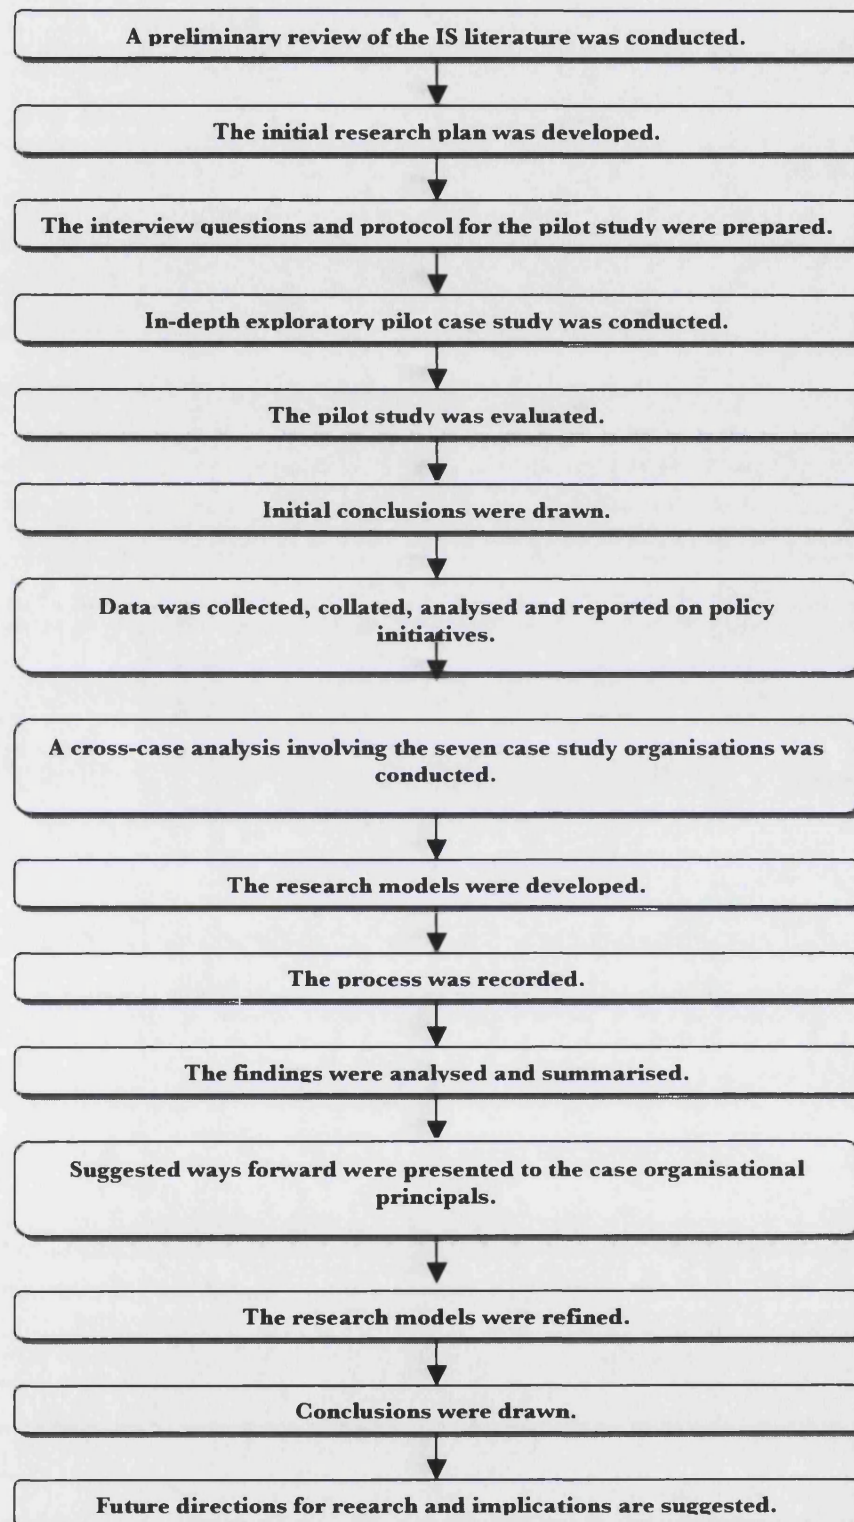 A preliminary review of the IS literature was conducted.
The initial research plan was developed.
The interview questions and protocol for the pilot study were prepared.
In-depth exploratory pilot case study was conducted.
The pilot study was evaluated.
Initial conclusions were drawn.
Data was collected, collated, analysed and reported on policy
initiatives.
A cross-case analysis involving the seven case study organisations was
conducted.
The research models were developed.
The process was recorded.
The findings were analysed and summarised.
Suggested ways forward were presented to the case organisational
principals.
The research models were refined.
Conclusions were drawn.
Future directions for reearch and implications are suggested.